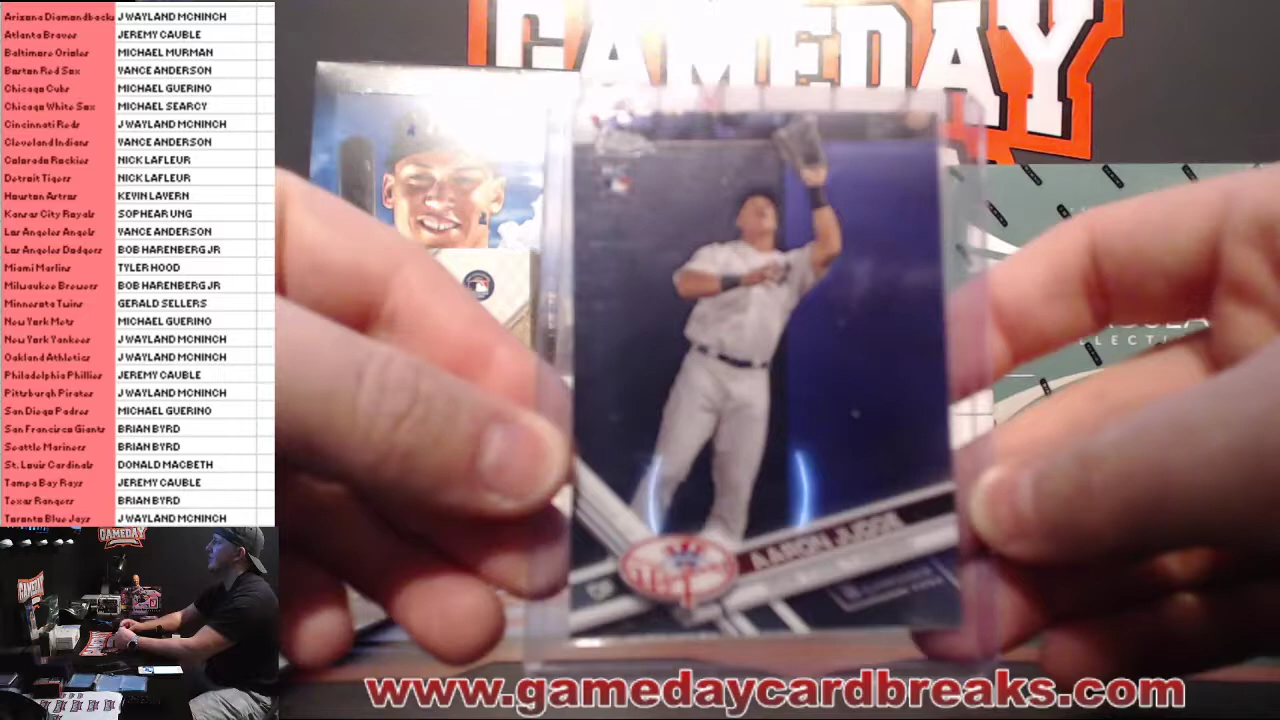 Arizona Diamondbacks J WAYLAND MCNINCH
Atlanta Braves JEREMY CAUBLE
Baltimore Orioles MICHAEL MURMAN
Boston Red Sox VANCE ANDERSON
Chicago Cubs MICHAEL GUERINO
Chicago White Sox MICHAEL SEARCY
Cincinnati Reds J WAYLAND MCNINCH
Cleveland Indians VANCE ANDERSON
Colorado Rockies NICK LAFLEUR
Detroit Tigers NICK LAFLEUR
Houston Astros KEVIN LAVERN
Kansas City Royals SOPHEAR UNG
Los Angeles Angels VANCE ANDERSON
Los Angeles Dodgers BOB HARENBERG JR
Miami Marlins TYLER HOOD
Milwaukee Brewers BOB HARENBERG JR
Minnesota Twins GERALD SELLERS
New York Mets MICHAEL GUERINO
New York Yankees J WAYLAND MCNINCH
Oakland Athletics J WAYLAND MCNINCH
Philadelphia Phillies JEREMY CAUBLE
Pittsburgh Pirates J WAYLAND MCNINCH
San Diego Padres MICHAEL GUERINO
San Francisco Giants BRIAN BYRD
Seattle Mariners BRIAN BYRD
St. Louis Cardinals DONALD MACBETH
Tampa Bay Rays JEREMY CAUBLE
Texas Rangers BRIAN BYRD
Toronto Blue Jays J WAYLAND MCNINCH
GAMEDAY
AARON JUDGE
GAMEDAY
GAMEDAY
www.gamedaycardbreaks.com